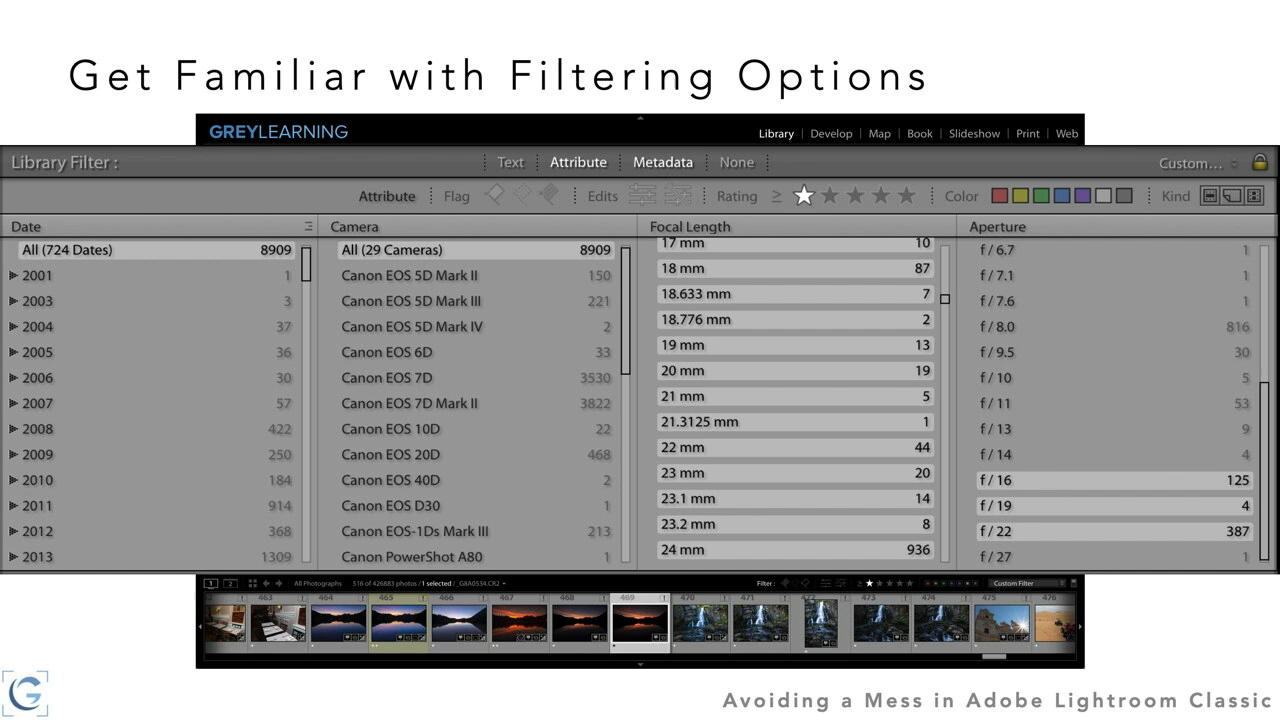 Get Familiar with Filtering Options
GREYLEARNING
Library | Develop | Map | Book | Slideshow | Print | Web
Library Filter :
Text Attribute Metadata None
Custom...
Attribute Flag Edits Rating ≥ Color Kind
Date Camera Focal Length Aperture
All (724 Dates) 8909 All (29 Cameras) 8909 17 mm 10 f / 6.7 1
2001 1 Canon EOS 5D Mark II 150 18 mm 87 f / 7.1 1
2003 3 Canon EOS 5D Mark III 221 18.633 mm 7 f / 7.6 1
2004 37 Canon EOS 5D Mark IV 2 18.776 mm 2 f / 8.0 816
2005 36 Canon EOS 6D 33 19 mm 13 f / 9.5 30
2006 30 Canon EOS 7D 3530 20 mm 19 f / 10 5
2007 57 Canon EOS 7D Mark II 3822 21 mm 5 f / 11 53
2008 422 Canon EOS 10D 22 21.3125 mm 1 f / 13 9
2009 250 Canon EOS 20D 468 22 mm 44 f / 14 4
2010 184 Canon EOS 40D 2 23 mm 20 f / 16 125
2011 914 Canon EOS D30 1 23.1 mm 14 f / 19 4
2012 368 Canon EOS-1Ds Mark III 213 23.2 mm 8 f / 22 387
2013 1309 Canon PowerShot A80 1 24 mm 936 f / 27 1
1 2 All Photographs 516 of 426883 photos / 1 selected / _G8A0534.CR2 Filter : ≥ Custom Filter
463 464 465 466 467 468 469 470 471 472 473 474 475 476
G
Avoiding a Mess in Adobe Lightroom Classic